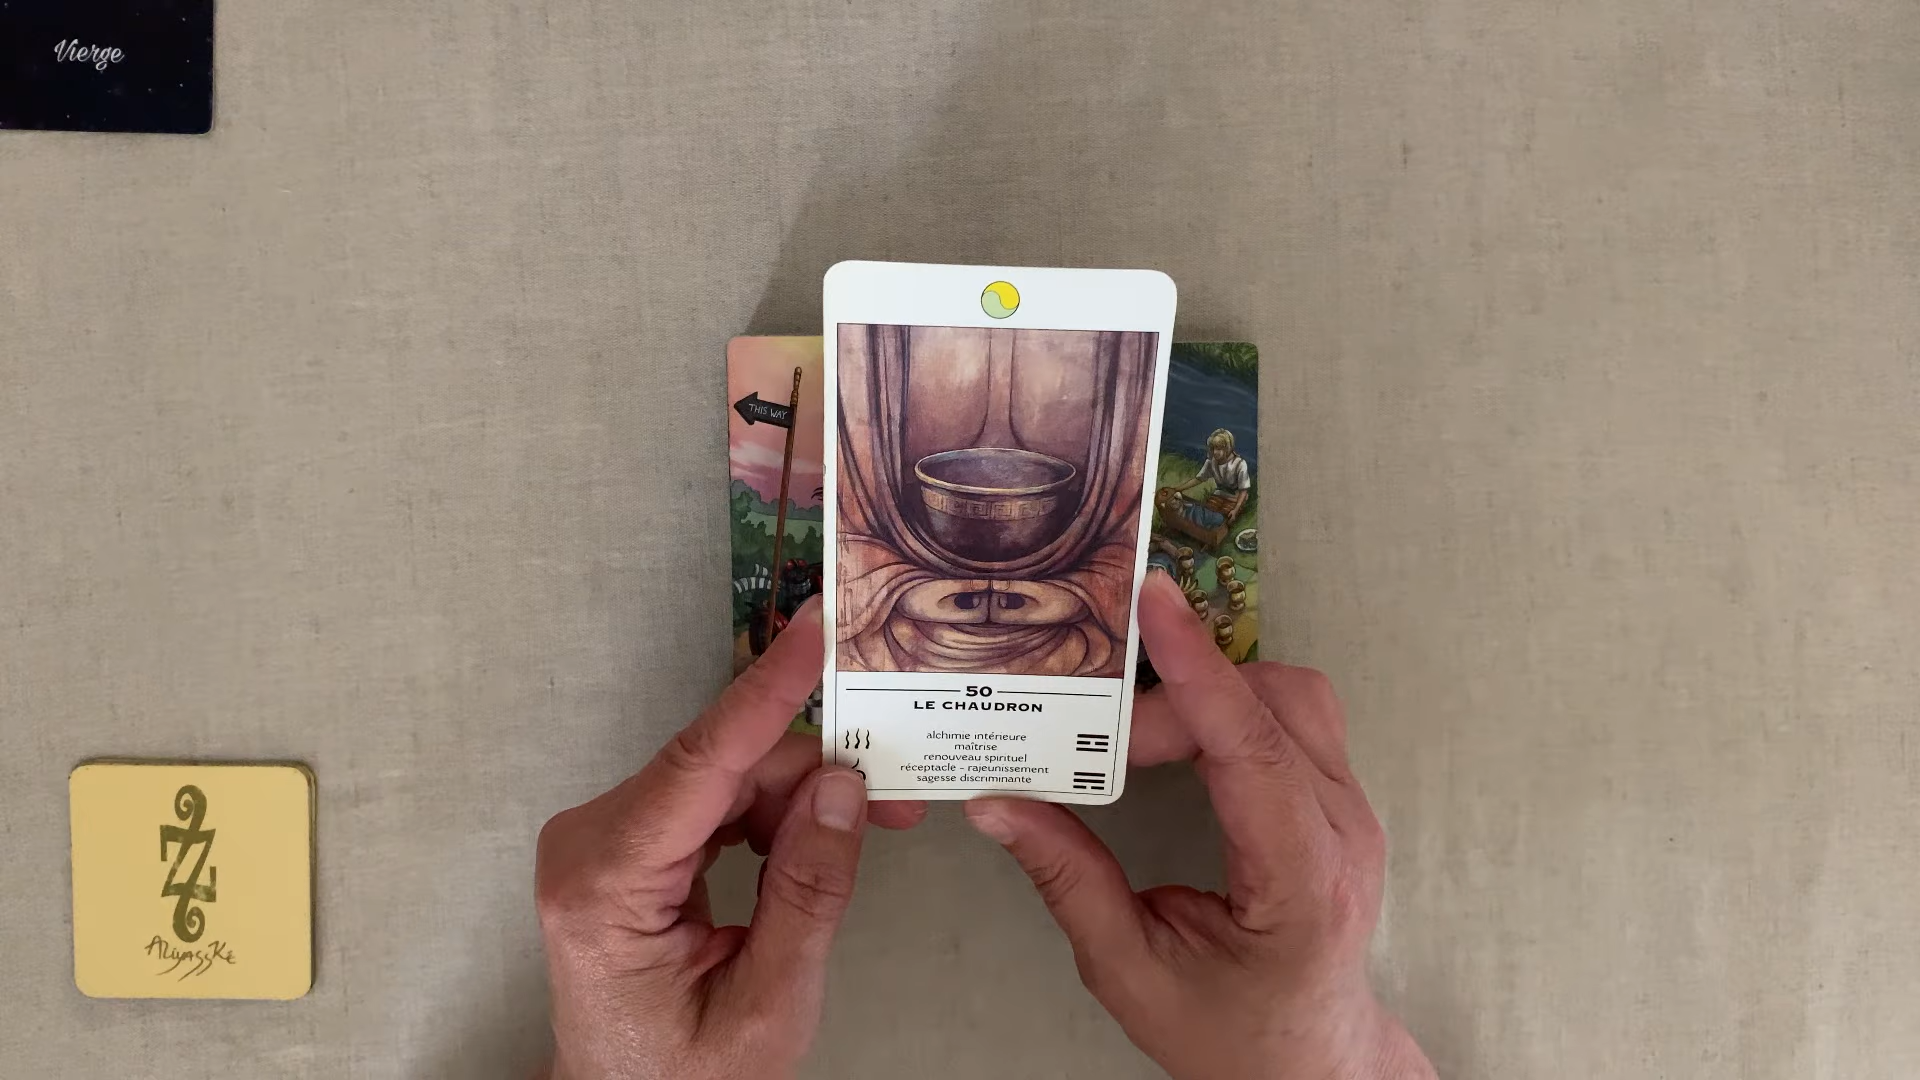 Vierge
THIS WAY
50
LE CHAUDRON
alchimie intérieure
maîtrise
renouveau spirituel
réceptacle - rajeunissement
sagesse discriminante